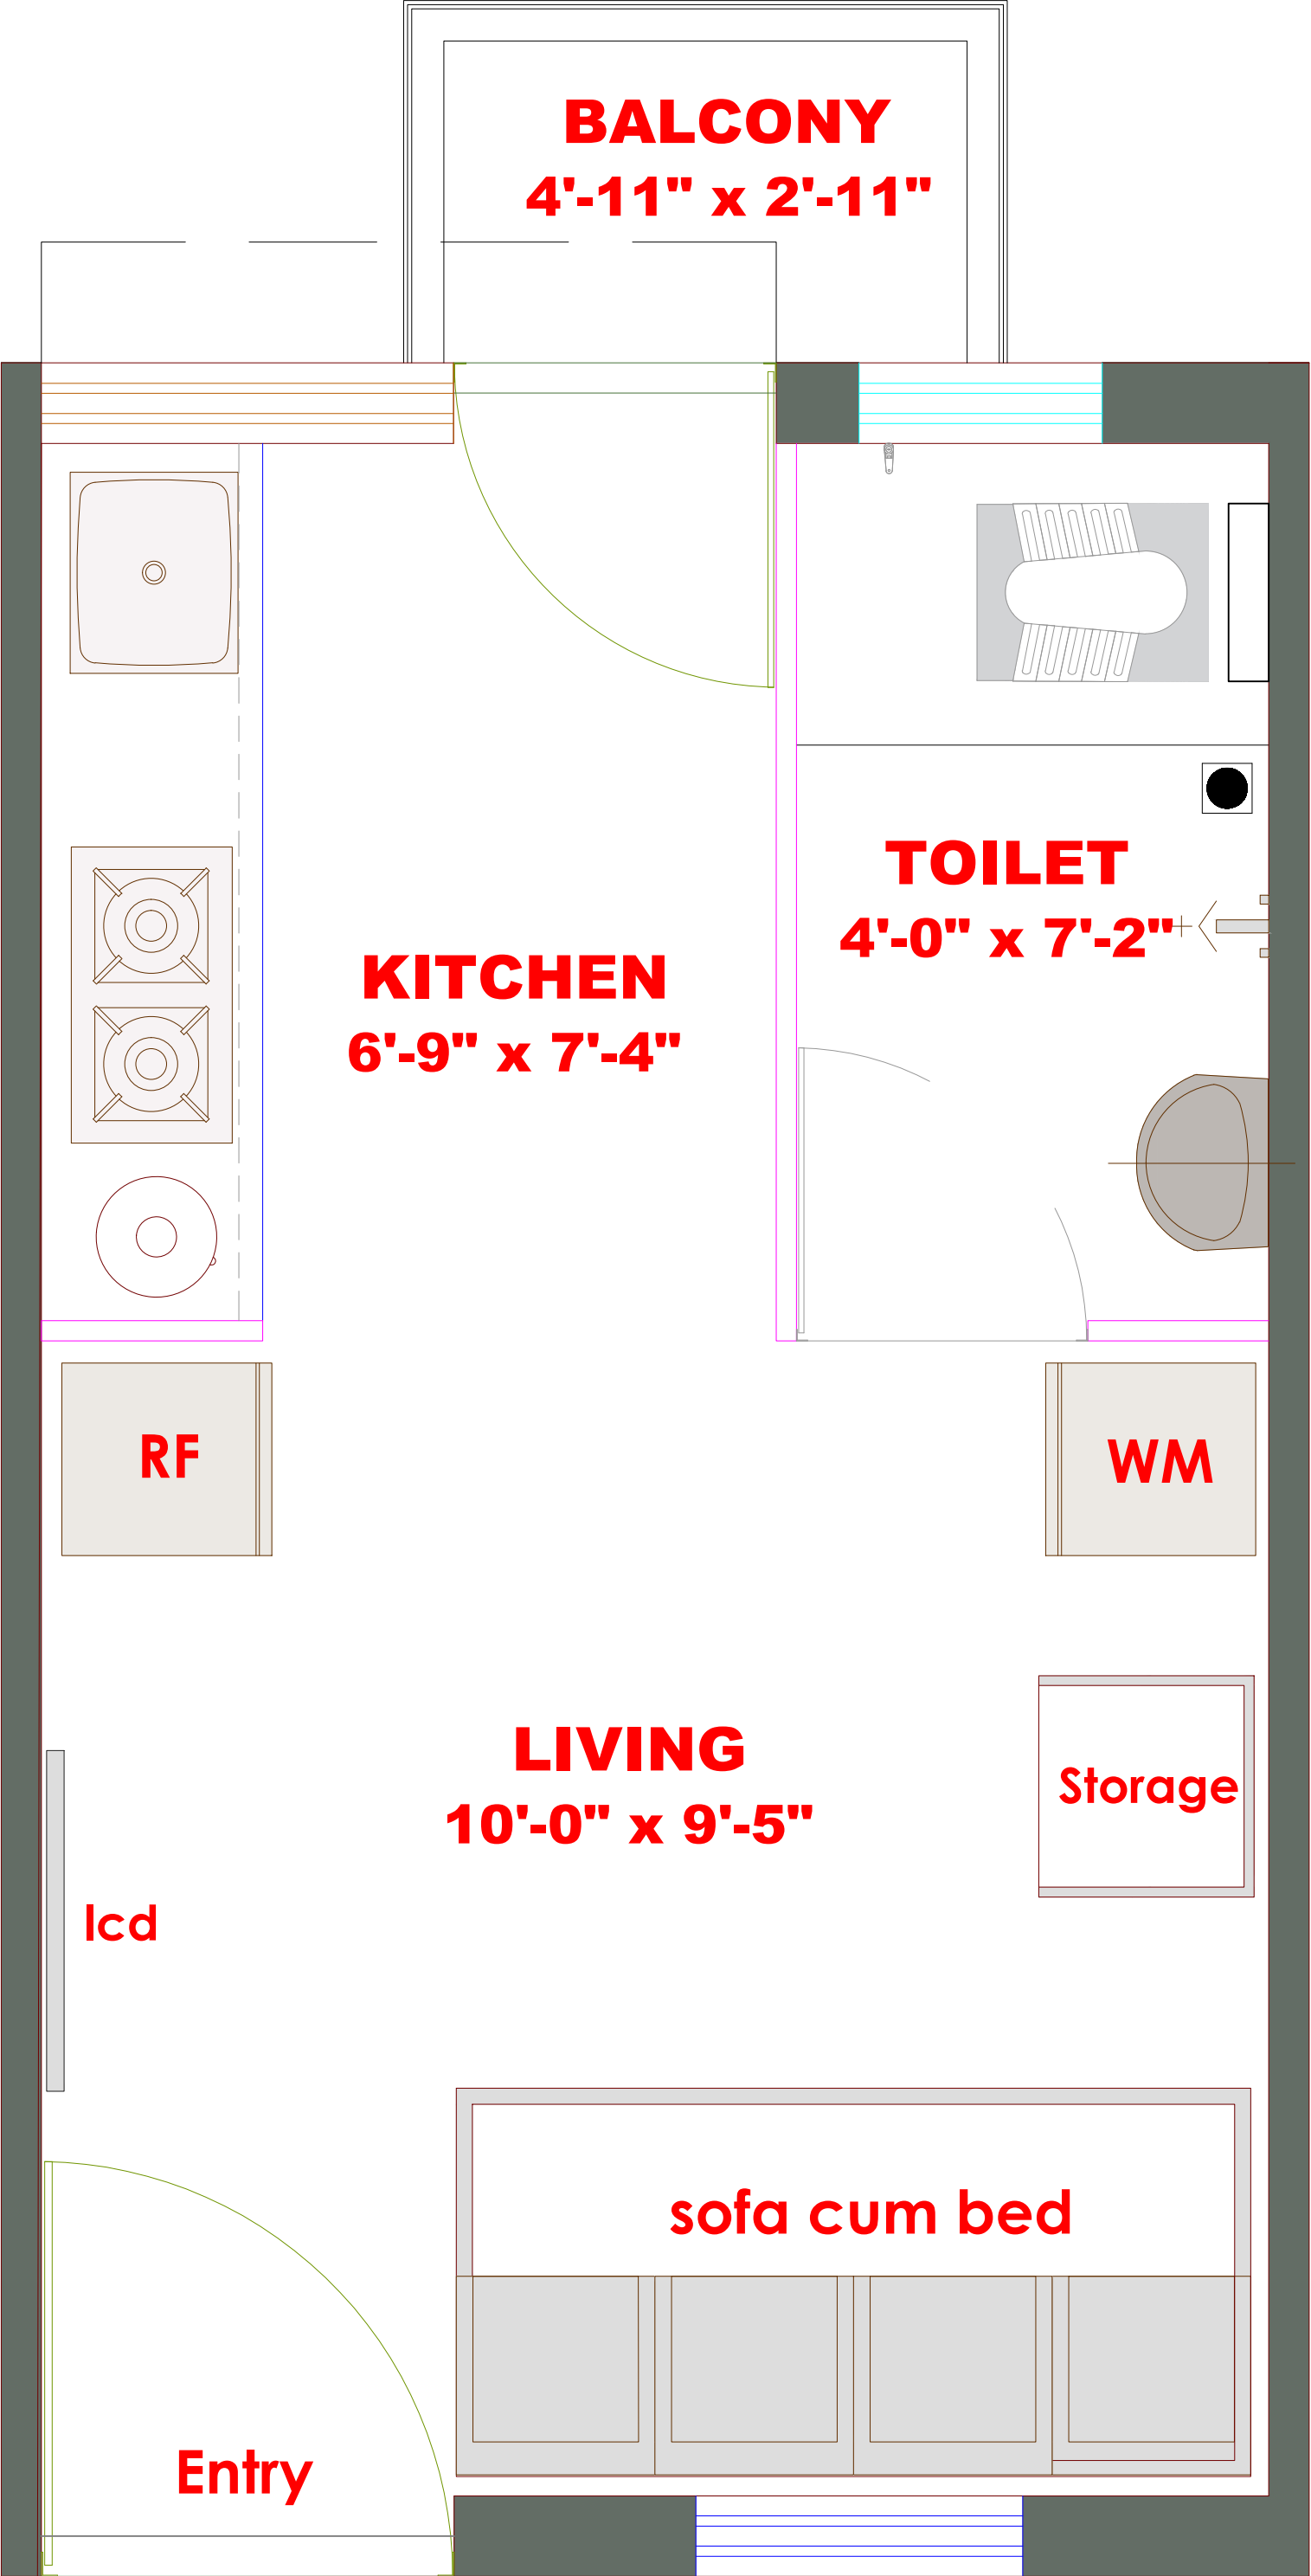 BALCONY
4'-11" x 2'-11"
TOILET
4'-0" x 7'-2"
KITCHEN
6'-9" x 7'-4"
RF
WM
LIVING
10'-0" x 9'-5"
Storage
lcd
sofa cum bed
Entry